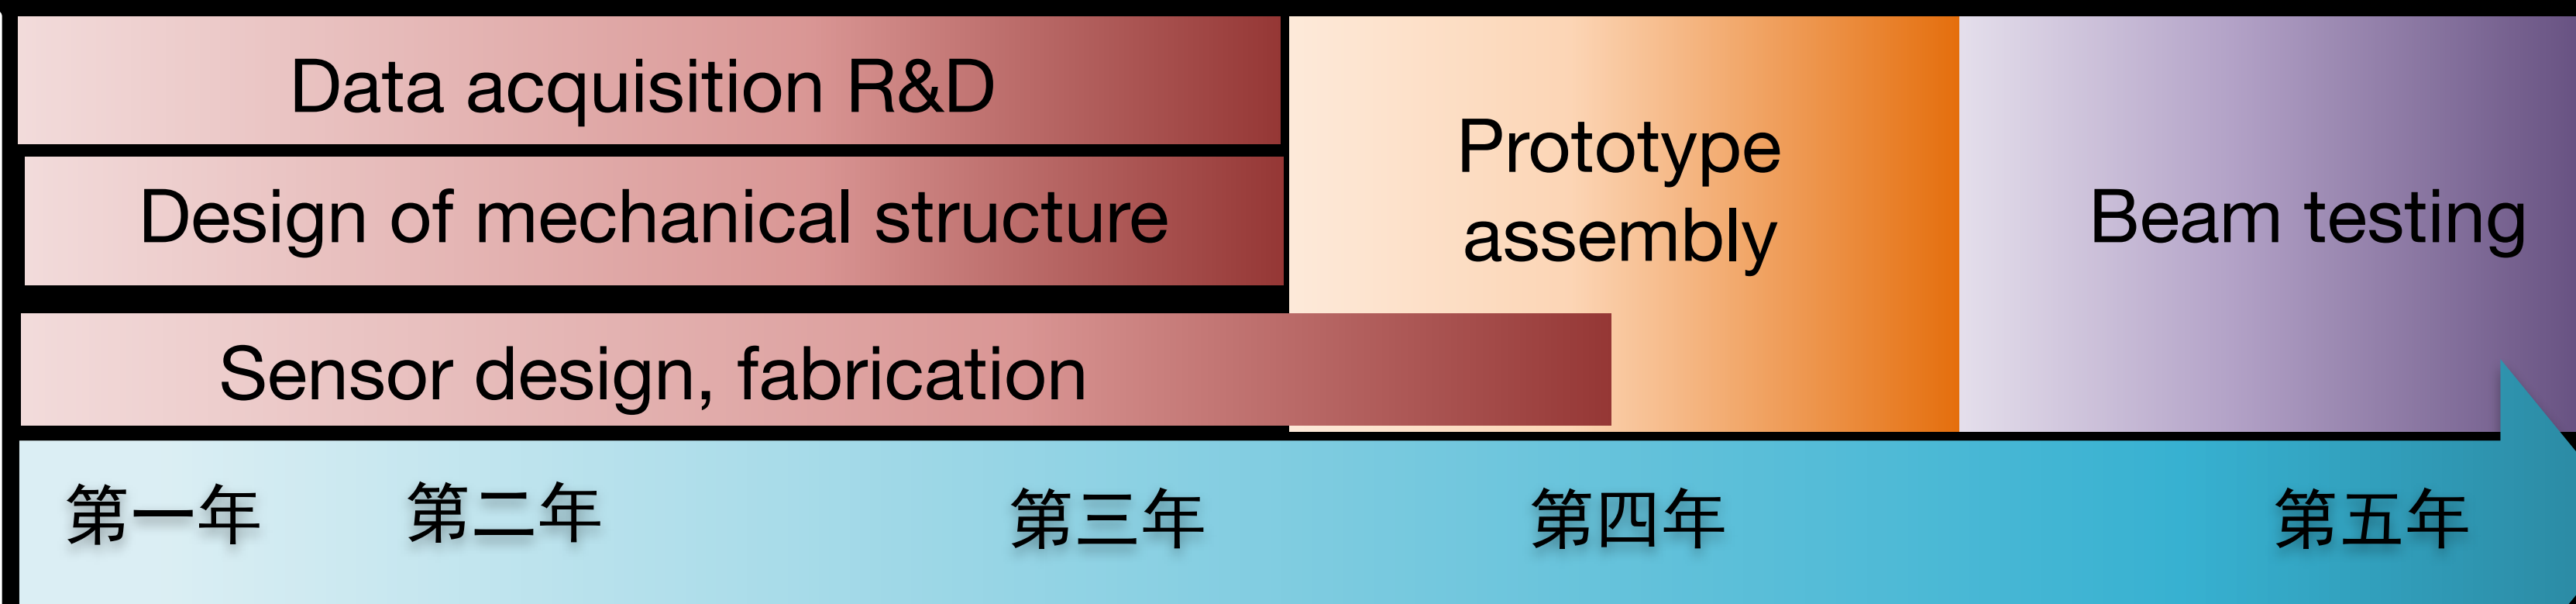 Data acquisition R&D
Design of mechanical structure
Prototype
assembly
Beam testing
Sensor design, fabrication
第一年
第二年
第三年
第四年
第五年